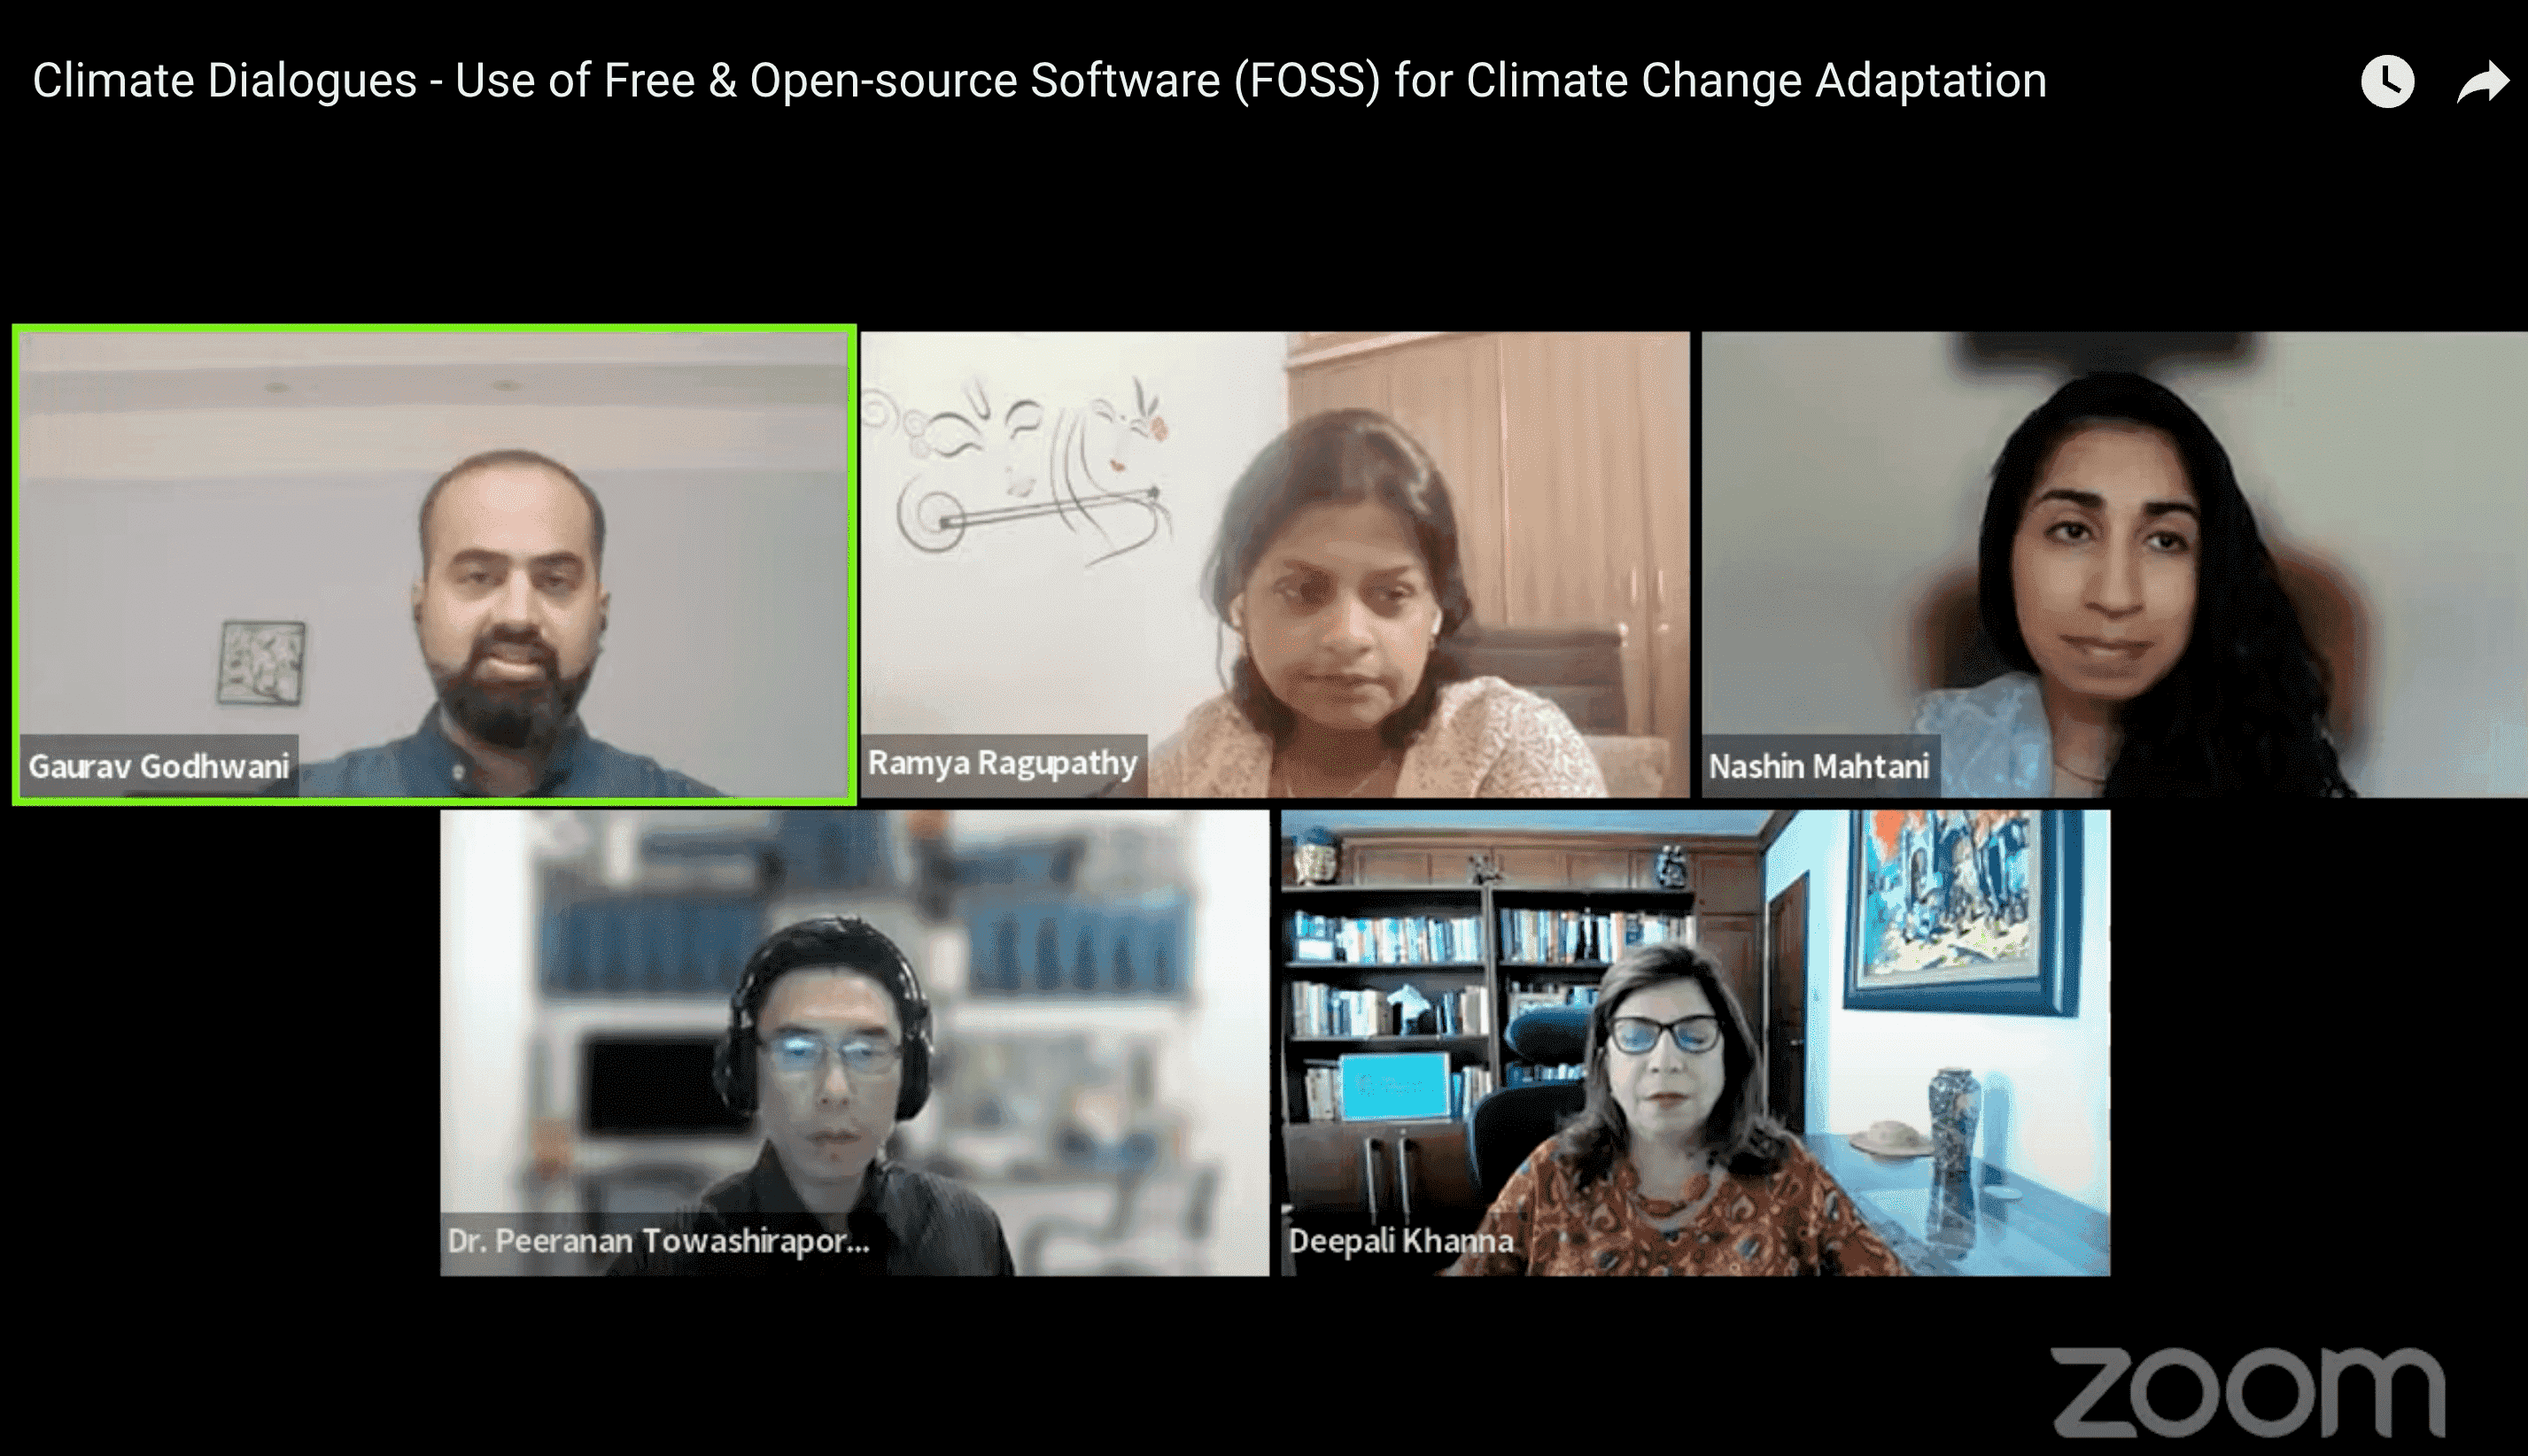 Climate Dialogues - Use of Free & Open-source Software (FOSS) for Climate Change Adaptation
Gaurav Godhwani
Ramya Ragupathy
Nashin Mahtani
Dr. Peeranan Towashirapor...
Deepali Khanna
zoom